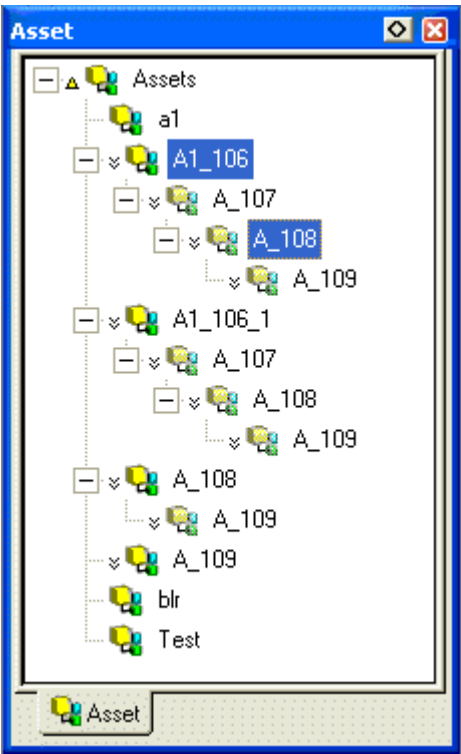 Asset
Assets
a1
A1_106
A_107
A_108
A_109
A1_106_1
A_107
A_108
A_109
A_108
A_109
A_109
blr
Test
Asset